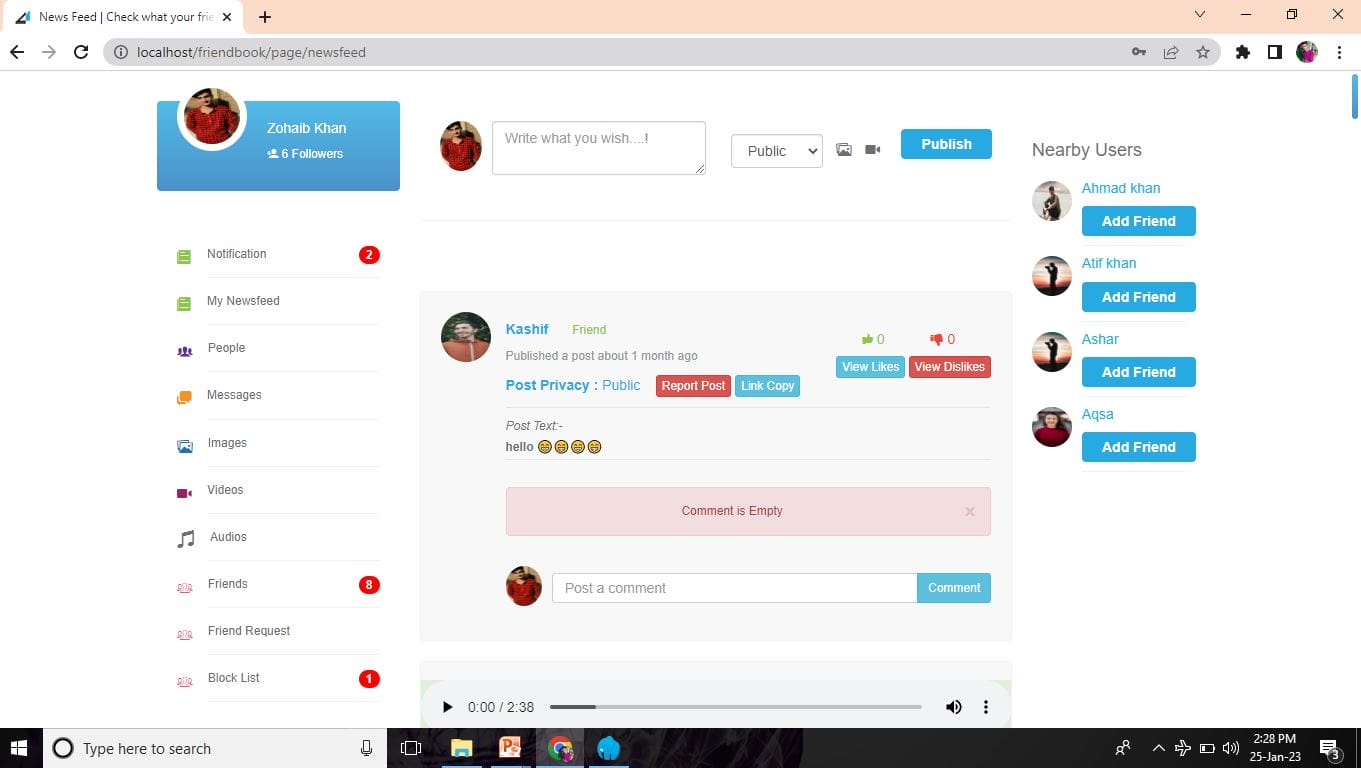 News Feed | Check what your frie
localhost/friendbook/page/newsfeed
Zohaib Khan
6 Followers
Notification
2
My Newsfeed
People
Messages
Images
Videos
Audios
Friends
8
Friend Request
Block List
1
Write what you wish....!
Public
Publish
Kashif
Friend
Published a post about 1 month ago
Post Privacy : Public
Report Post
Link Copy
0
0
View Likes
View Dislikes
Post Text:-
hello 😁😁😁😁
Comment is Empty
×
Post a comment
Comment
0:00 / 2:38
Nearby Users
Ahmad khan
Add Friend
Atif khan
Add Friend
Ashar
Add Friend
Aqsa
Add Friend
Type here to search
2:28 PM
25-Jan-23
3